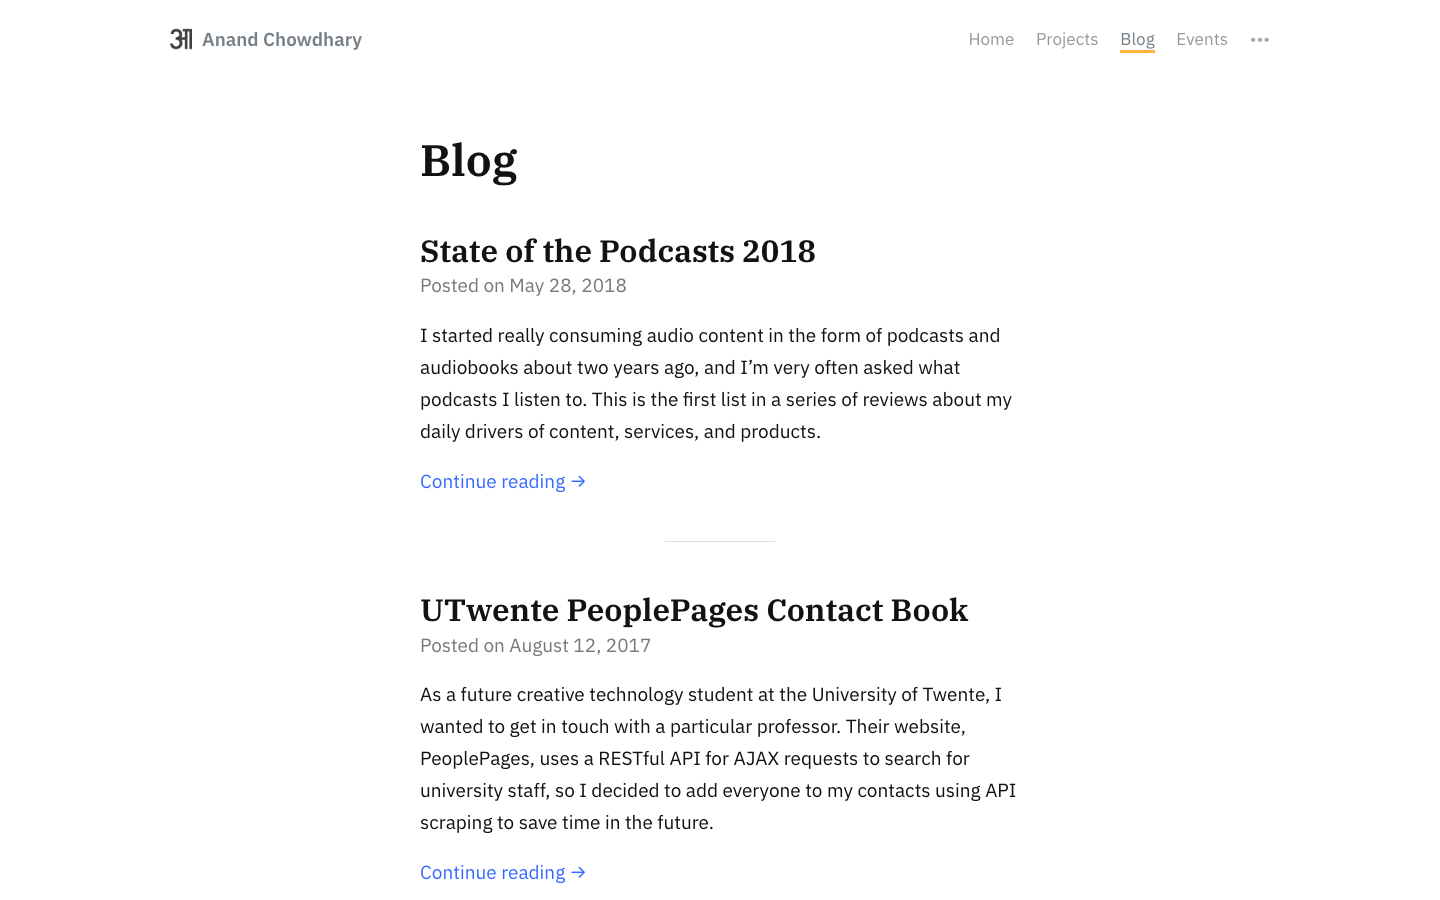 अ Anand Chowdhary
Home Projects Blog Events
Blog
State of the Podcasts 2018
Posted on May 28, 2018
I started really consuming audio content in the form of podcasts and
audiobooks about two years ago, and I’m very often asked what
podcasts I listen to. This is the first list in a series of reviews about my
daily drivers of content, services, and products.
Continue reading →
UTwente PeoplePages Contact Book
Posted on August 12, 2017
As a future creative technology student at the University of Twente, I
wanted to get in touch with a particular professor. Their website,
PeoplePages, uses a RESTful API for AJAX requests to search for
university staff, so I decided to add everyone to my contacts using API
scraping to save time in the future.
Continue reading →